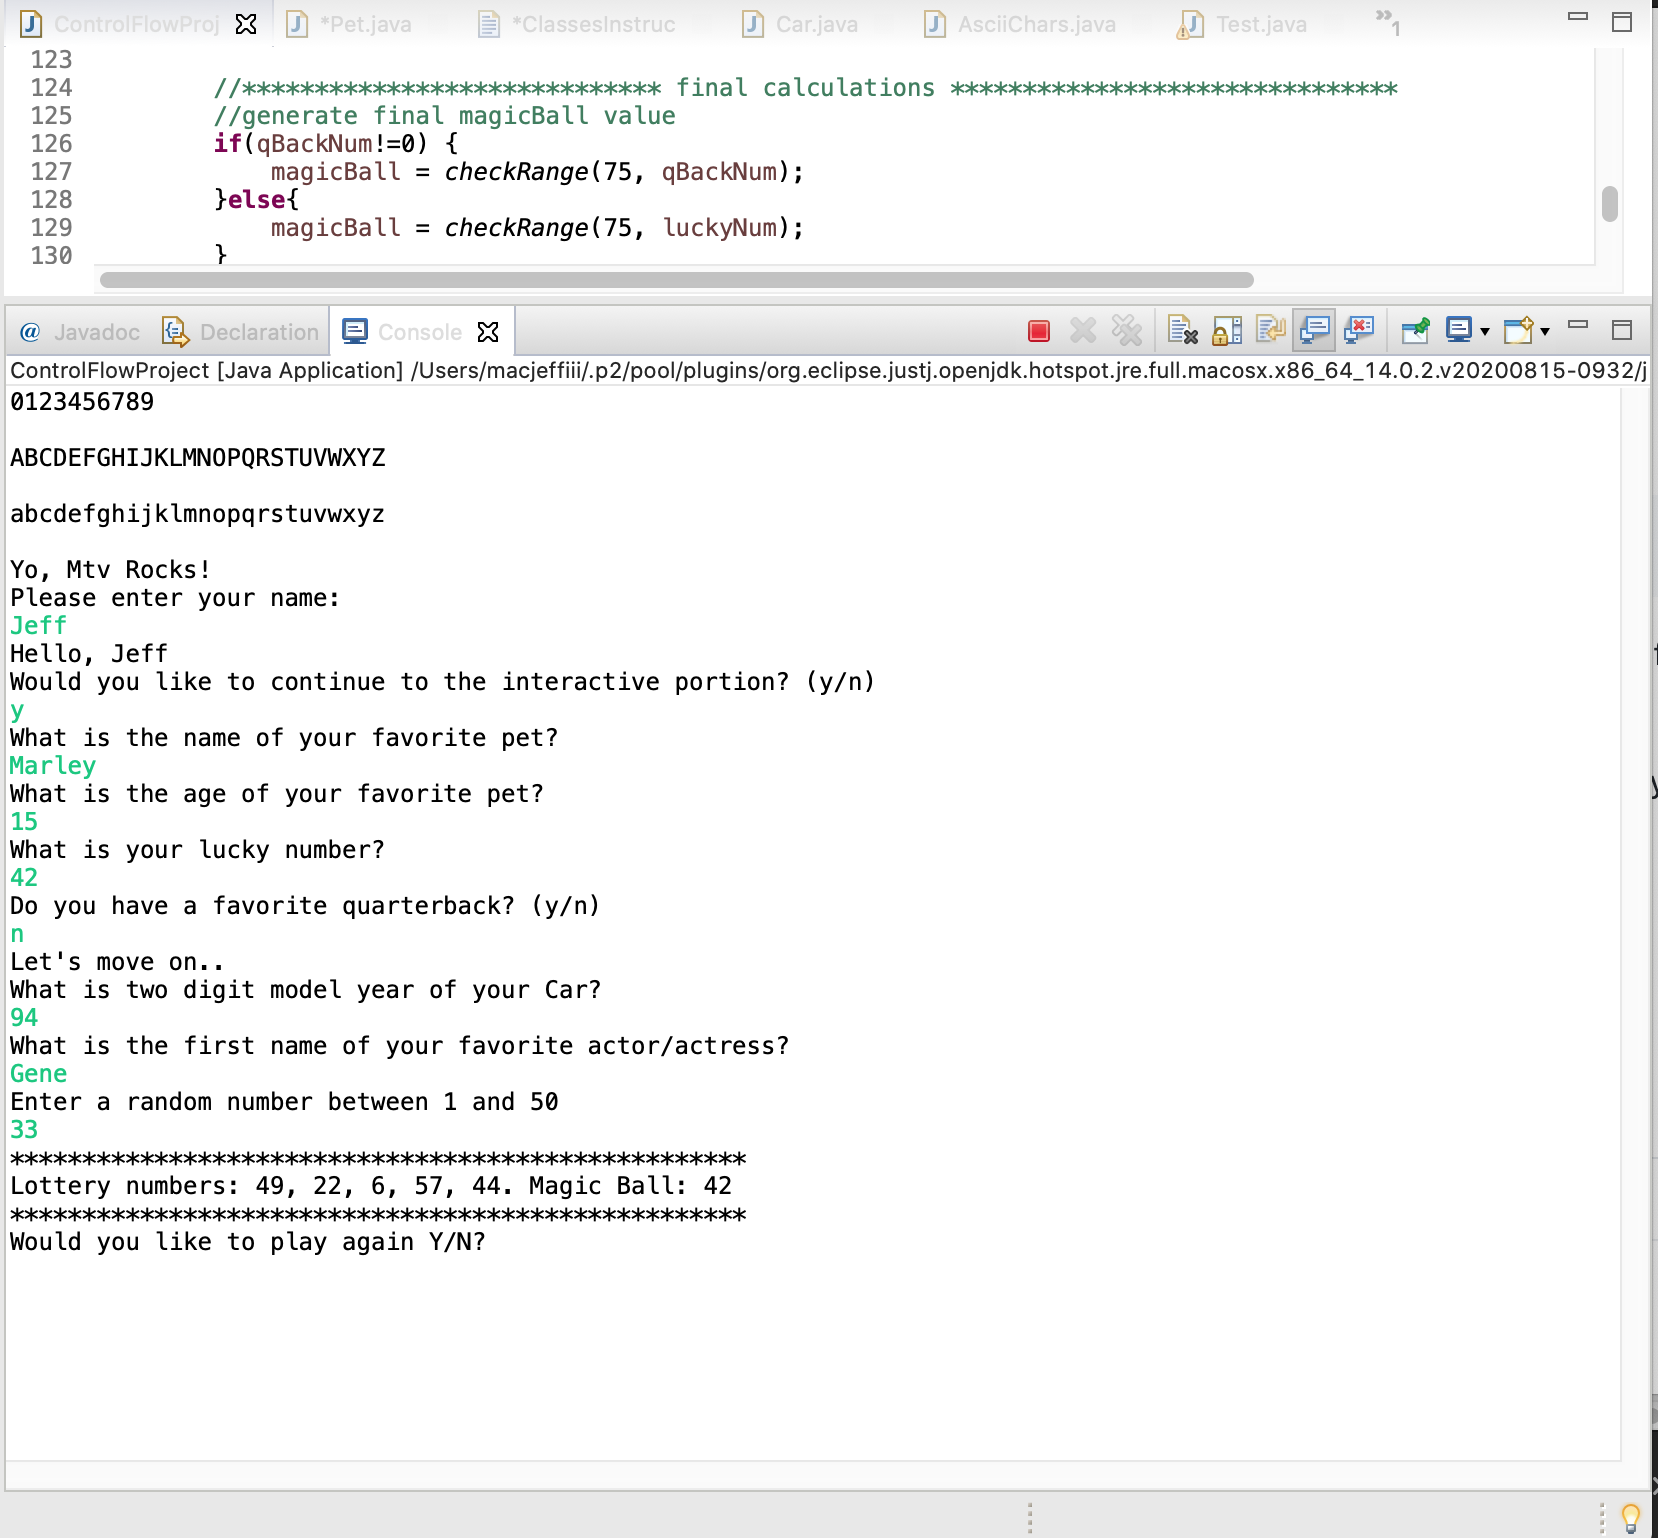 ControlFlowProj *Pet.java *ClassesInstruc Car.java AsciiChars.java Test.java »1
123
124 //***************************** final calculations *******************************
125 //generate final magicBall value
126 if(qBackNum!=0) {
127 magicBall = checkRange(75, qBackNum);
128 }else{
129 magicBall = checkRange(75, luckyNum);
130 }
@ Javadoc Declaration Console
ControlFlowProject [Java Application] /Users/macjeffiii/.p2/pool/plugins/org.eclipse.justj.openjdk.hotspot.jre.full.macosx.x86_64_14.0.2.v20200815-0932/j
0123456789
ABCDEFGHIJKLMNOPQRSTUVWXYZ
abcdefghijklmnopqrstuvwxyz
Yo, Mtv Rocks!
Please enter your name:
Jeff
Hello, Jeff
Would you like to continue to the interactive portion? (y/n)
y
What is the name of your favorite pet?
Marley
What is the age of your favorite pet?
15
What is your lucky number?
42
Do you have a favorite quarterback? (y/n)
n
Let's move on..
What is two digit model year of your Car?
94
What is the first name of your favorite actor/actress?
Gene
Enter a random number between 1 and 50
33
***************************************************
Lottery numbers: 49, 22, 6, 57, 44. Magic Ball: 42
***************************************************
Would you like to play again Y/N?